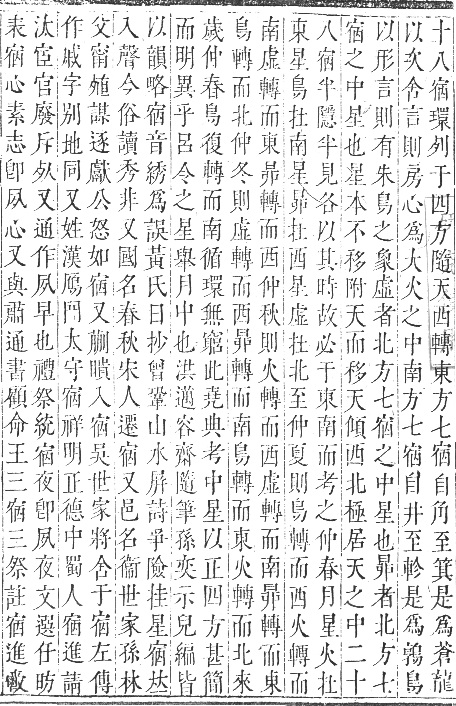 十八宿環列于四方隨天西轉東方七宿自角至箕是爲蒼龍
以次舍言則房心爲大火之中南方七宿自井至軫是爲鶉鳥
以形言則有朱鳥之象虛者北方七宿之中星也昴者北方七
宿之中星也星本不移附天而移天傾西北極居天之中二十
八宿半隱半見各以其時故必于東南而考之仲春月星火在
東星鳥在南星昴在西星虛在北至仲夏則鳥轉而西火轉而
南虛轉而東昴轉而西仲秋則火轉而西虛轉而南昴轉而東
鳥轉而北仲冬則虛轉而西昴轉而南鳥轉而東火轉而北來
歲仲春鳥復轉而南循環無窮此堯典考中星以正四方甚簡
而明異乎呂令之星舉月中也洪邁容齋隨筆孫奕示兒編皆
以韻略宿音綉爲誤黃氏日抄曾鞏山水屏詩爭險挂星宿𠀤
入聲今俗讀秀非又國名春秋宋人遷宿又邑名衞世家孫林
父甯殖謀逐獻公怒如宿又蒯聵入宿吳世家將舍于宿左傳
作戚字別地同又姓漢鴈門太守宿祥明正德中蜀人宿進請
汰宦官廢斥夘又通作夙早也禮祭統宿夜卽夙夜文選任昉
表宿心素志卽夙心又與肅通書顧命王三宿三祭註宿進𣤶